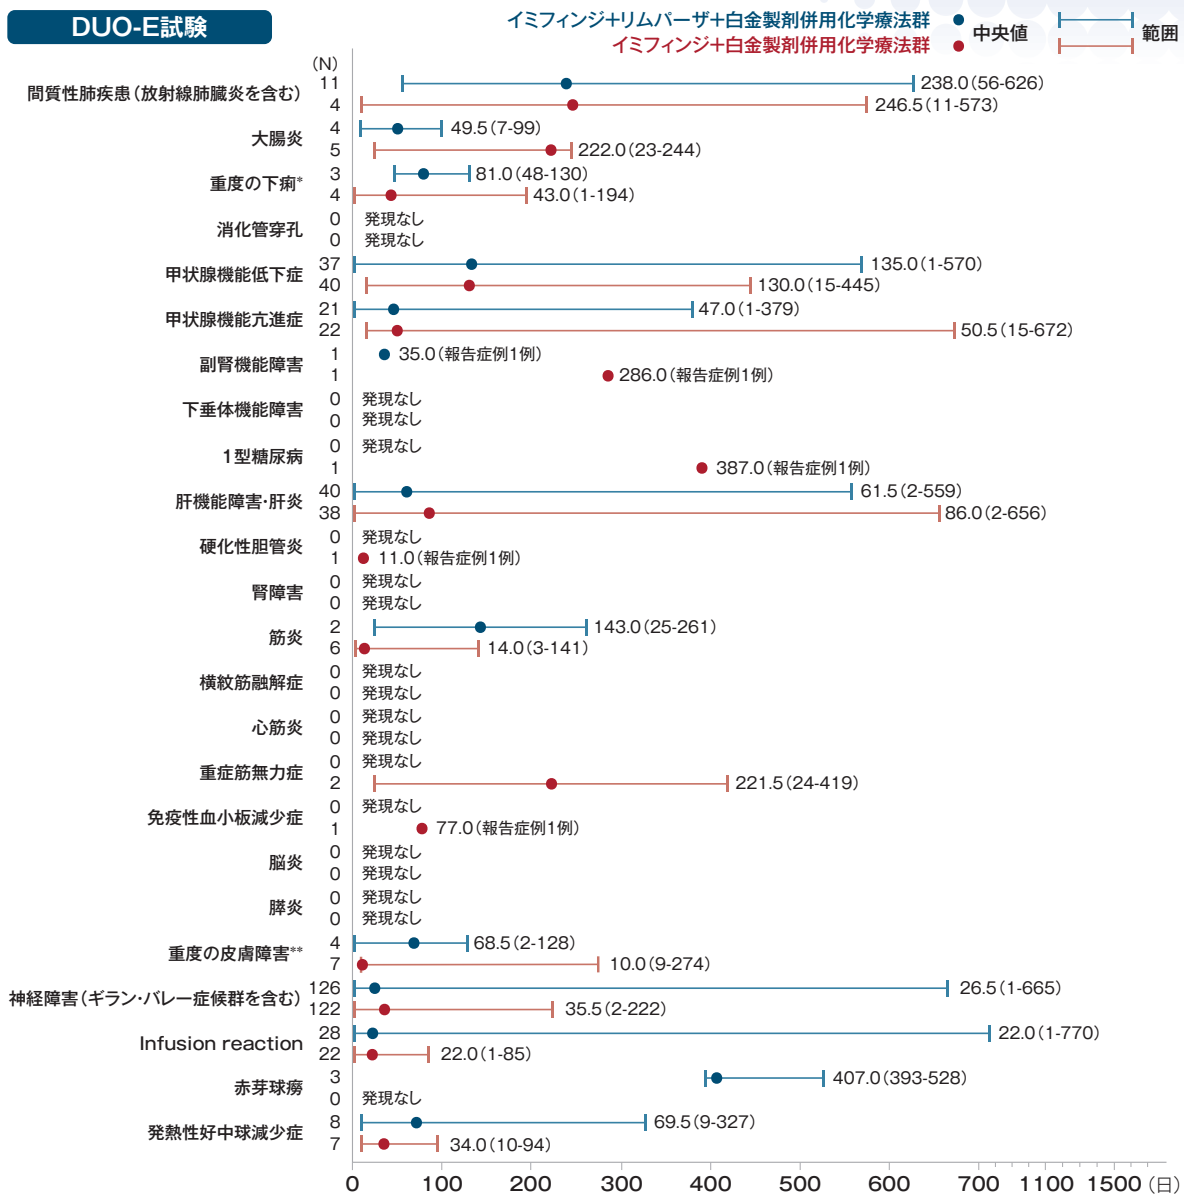 DUO-E試験
イミフィンジ+リムパーザ+白金製剤併用化学療法群
イミフィンジ+白金製剤併用化学療法群
中央値
範囲
(N)
間質性肺疾患(放射線肺臓炎を含む)
11 238.0(56-626)
4 246.5(11-573)
大腸炎
4 49.5(7-99)
5 222.0(23-244)
重度の下痢*
3 81.0(48-130)
4 43.0(1-194)
消化管穿孔
0 発現なし
0 発現なし
甲状腺機能低下症
37 135.0(1-570)
40 130.0(15-445)
甲状腺機能亢進症
21 47.0(1-379)
22 50.5(15-672)
副腎機能障害
1 35.0(報告症例1例)
1 286.0(報告症例1例)
下垂体機能障害
0 発現なし
0 発現なし
1型糖尿病
0 発現なし
1 387.0(報告症例1例)
肝機能障害・肝炎
40 61.5(2-559)
38 86.0(2-656)
硬化性胆管炎
0 発現なし
1 11.0(報告症例1例)
腎障害
0 発現なし
0 発現なし
筋炎
2 143.0(25-261)
6 14.0(3-141)
横紋筋融解症
0 発現なし
0 発現なし
心筋炎
0 発現なし
0 発現なし
重症筋無力症
0 発現なし
2 221.5(24-419)
免疫性血小板減少症
0 発現なし
1 77.0(報告症例1例)
脳炎
0 発現なし
0 発現なし
膵炎
0 発現なし
0 発現なし
重度の皮膚障害**
4 68.5(2-128)
7 10.0(9-274)
神経障害(ギラン・バレー症候群を含む)
126 26.5(1-665)
122 35.5(2-222)
Infusion reaction
28 22.0(1-770)
22 22.0(1-85)
赤芽球癆
3 407.0(393-528)
0 発現なし
発熱性好中球減少症
8 69.5(9-327)
7 34.0(10-94)
0 100 200 300 400 500 600 700 1100 1500 (日)